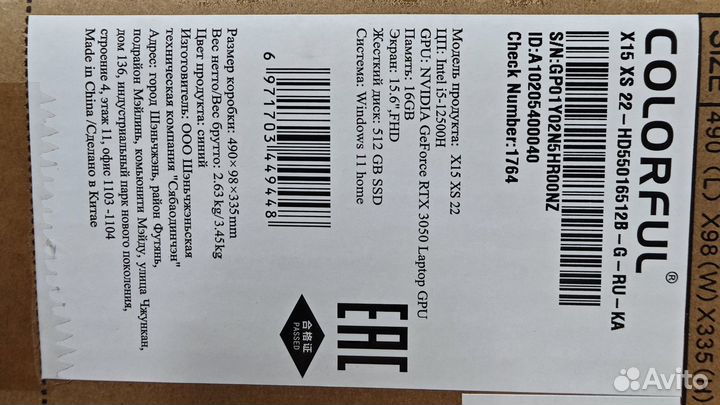 COLORFUL®
X15 XS 22-HD55016512B-G-RU-KA
S/N:GP01Y02N5HR00NZ
ID:A10205400040
Check Number:1764
Модель продукта: X15 XS 22
ЦП: Intel i5-12500H
GPU: NVIDIA GeForce RTX 3050 Laptop GPU
Память: 16GB
Экран: 15.6",FHD
Жесткий диск: 512 GB SSD
Система: Windows 11 home
6 971703 449448
EAC
合格证
PASSED
Размер коробки: 490×98×335mm
Вес нетто/Вес брутто: 2.63 kg/3.45kg
Цвет продукта: синий
Изготовитель: ООО Шэньчжэньская
техническая компания "Сябаодинчэн"
Адрес: город Шэньчжэнь, район Футянь,
подрайон Мэйлинь, комьюнити Мэйду, улица Чжункан,
дом 136, индустриальный парк нового поколения,
строение 4, этаж 11, офис 1103 -1104
Made in China /Сделано в Китае
SIZE 490 (L) X98 (W) X335 (H)
Avito